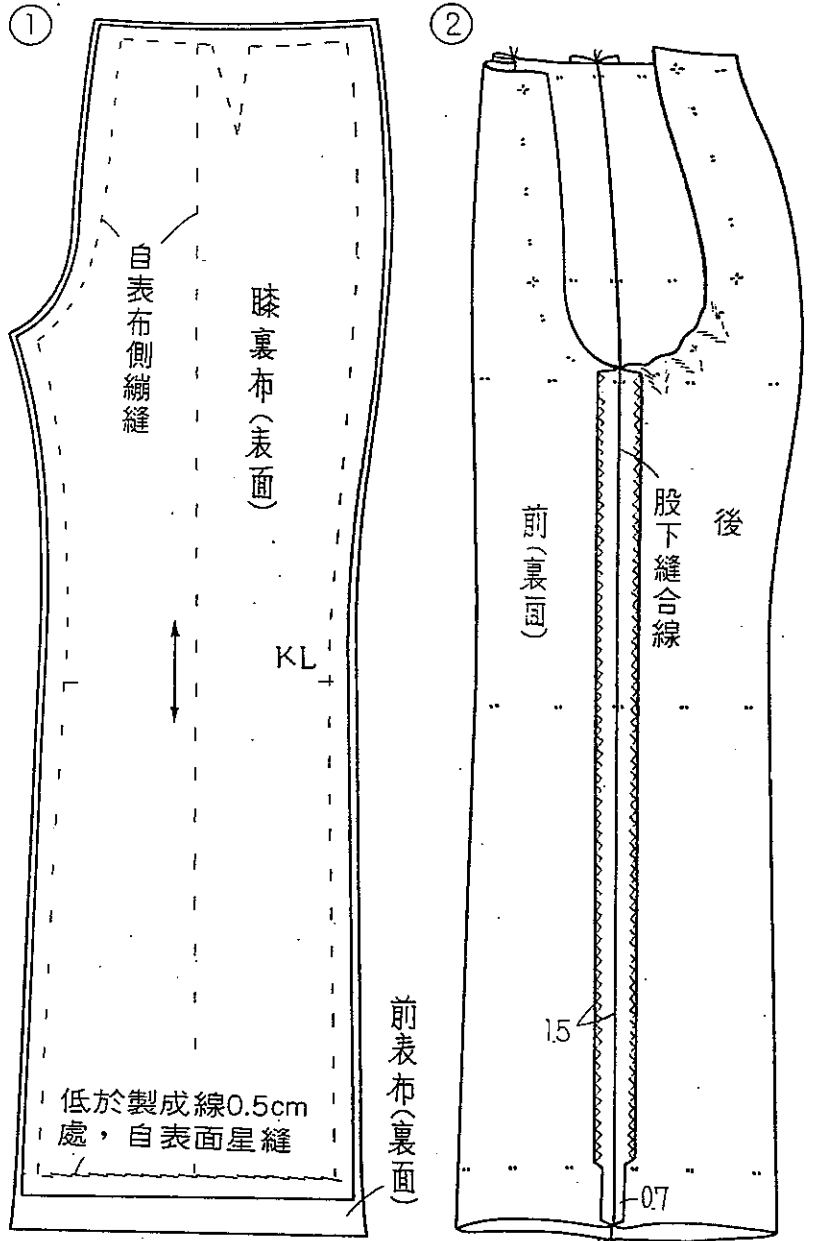 ①
自表布側繃縫
膝裏布(表面)
KL
低於製成線0.5cm
處,自表面星縫
前表布(裏面)
②
前(裏面)
股下縫合線
後
1.5
0.7